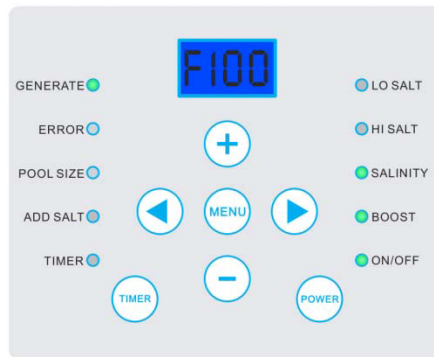 F100
GENERATE
ERROR
POOL SIZE
ADD SALT
TIMER
LO SALT
HI SALT
SALINITY
BOOST
ON/OFF
+
MENU
−
TIMER
POWER